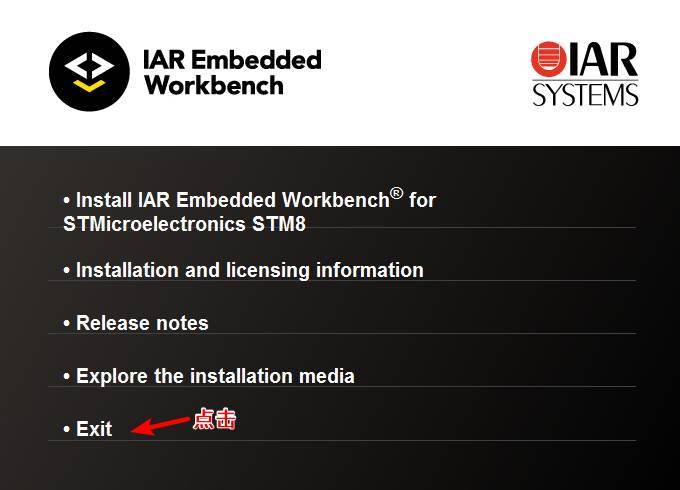 IAR Embedded
Workbench
IAR
SYSTEMS
• Install IAR Embedded Workbench® for
STMicroelectronics STM8
• Installation and licensing information
• Release notes
• Explore the installation media
• Exit
点击